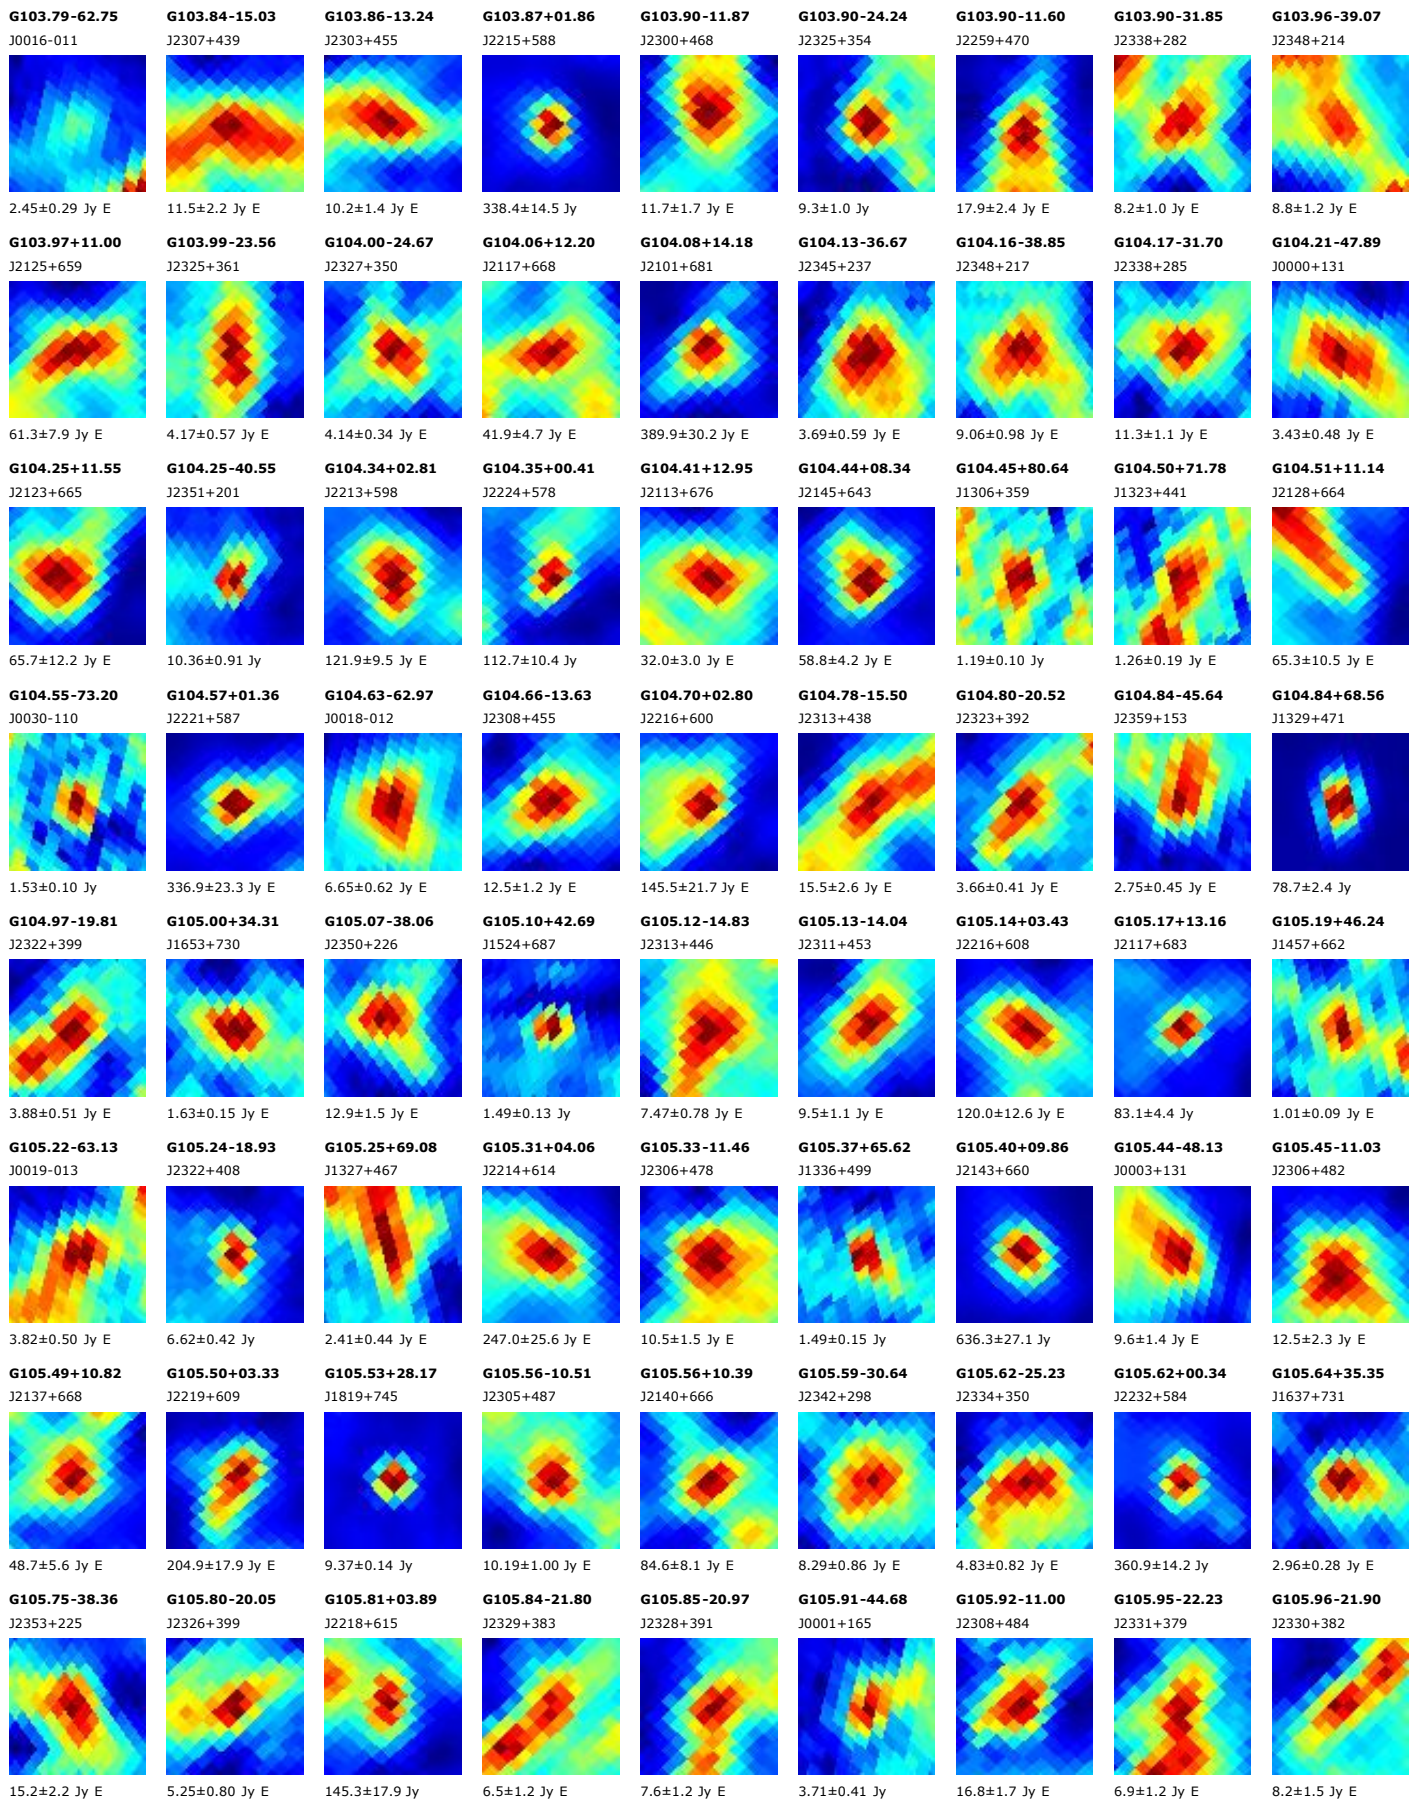 G103.79-62.75 G103.84-15.03 G103.86-13.24 G103.87+01.86 G103.90-11.87 G103.90-24.24 G103.90-11.60 G103.90-31.85 G103.96-39.07
J0016-011 J2307+439 J2303+455 J2215+588 J2300+468 J2325+354 J2259+470 J2338+282 J2348+214
2.45±0.29 Jy E 11.5±2.2 Jy E 10.2±1.4 Jy E 338.4±14.5 Jy 11.7±1.7 Jy E 9.3±1.0 Jy 17.9±2.4 Jy E 8.2±1.0 Jy E 8.8±1.2 Jy E
G103.97+11.00 G103.99-23.56 G104.00-24.67 G104.06+12.20 G104.08+14.18 G104.13-36.67 G104.16-38.85 G104.17-31.70 G104.21-47.89
J2125+659 J2325+361 J2327+350 J2117+668 J2101+681 J2345+237 J2348+217 J2338+285 J0000+131
61.3±7.9 Jy E 4.17±0.57 Jy E 4.14±0.34 Jy E 41.9±4.7 Jy E 389.9±30.2 Jy E 3.69±0.59 Jy E 9.06±0.98 Jy E 11.3±1.1 Jy E 3.43±0.48 Jy E
G104.25+11.55 G104.25-40.55 G104.34+02.81 G104.35+00.41 G104.41+12.95 G104.44+08.34 G104.45+80.64 G104.50+71.78 G104.51+11.14
J2123+665 J2351+201 J2213+598 J2224+578 J2113+676 J2145+643 J1306+359 J1323+441 J2128+664
65.7±12.2 Jy E 10.36±0.91 Jy 121.9±9.5 Jy E 112.7±10.4 Jy 32.0±3.0 Jy E 58.8±4.2 Jy E 1.19±0.10 Jy 1.26±0.19 Jy E 65.3±10.5 Jy E
G104.55-73.20 G104.57+01.36 G104.63-62.97 G104.66-13.63 G104.70+02.80 G104.78-15.50 G104.80-20.52 G104.84-45.64 G104.84+68.56
J0030-110 J2221+587 J0018-012 J2308+455 J2216+600 J2313+438 J2323+392 J2359+153 J1329+471
1.53±0.10 Jy 336.9±23.3 Jy E 6.65±0.62 Jy E 12.5±1.2 Jy E 145.5±21.7 Jy E 15.5±2.6 Jy E 3.66±0.41 Jy E 2.75±0.45 Jy E 78.7±2.4 Jy
G104.97-19.81 G105.00+34.31 G105.07-38.06 G105.10+42.69 G105.12-14.83 G105.13-14.04 G105.14+03.43 G105.17+13.16 G105.19+46.24
J2322+399 J1653+730 J2350+226 J1524+687 J2313+446 J2311+453 J2216+608 J2117+683 J1457+662
3.88±0.51 Jy E 1.63±0.15 Jy E 12.9±1.5 Jy E 1.49±0.13 Jy 7.47±0.78 Jy E 9.5±1.1 Jy E 120.0±12.6 Jy E 83.1±4.4 Jy 1.01±0.09 Jy E
G105.22-63.13 G105.24-18.93 G105.25+69.08 G105.31+04.06 G105.33-11.46 G105.37+65.62 G105.40+09.86 G105.44-48.13 G105.45-11.03
J0019-013 J2322+408 J1327+467 J2214+614 J2306+478 J1336+499 J2143+660 J0003+131 J2306+482
3.82±0.50 Jy E 6.62±0.42 Jy 2.41±0.44 Jy E 247.0±25.6 Jy E 10.5±1.5 Jy E 1.49±0.15 Jy 636.3±27.1 Jy 9.6±1.4 Jy E 12.5±2.3 Jy E
G105.49+10.82 G105.50+03.33 G105.53+28.17 G105.56-10.51 G105.56+10.39 G105.59-30.64 G105.62-25.23 G105.62+00.34 G105.64+35.35
J2137+668 J2219+609 J1819+745 J2305+487 J2140+666 J2342+298 J2334+350 J2232+584 J1637+731
48.7±5.6 Jy E 204.9±17.9 Jy E 9.37±0.14 Jy 10.19±1.00 Jy E 84.6±8.1 Jy E 8.29±0.86 Jy E 4.83±0.82 Jy E 360.9±14.2 Jy 2.96±0.28 Jy E
G105.75-38.36 G105.80-20.05 G105.81+03.89 G105.84-21.80 G105.85-20.97 G105.91-44.68 G105.92-11.00 G105.95-22.23 G105.96-21.90
J2353+225 J2326+399 J2218+615 J2329+383 J2328+391 J0001+165 J2308+484 J2331+379 J2330+382
15.2±2.2 Jy E 5.25±0.80 Jy E 145.3±17.9 Jy 6.5±1.2 Jy E 7.6±1.2 Jy E 3.71±0.41 Jy 16.8±1.7 Jy E 6.9±1.2 Jy E 8.2±1.5 Jy E